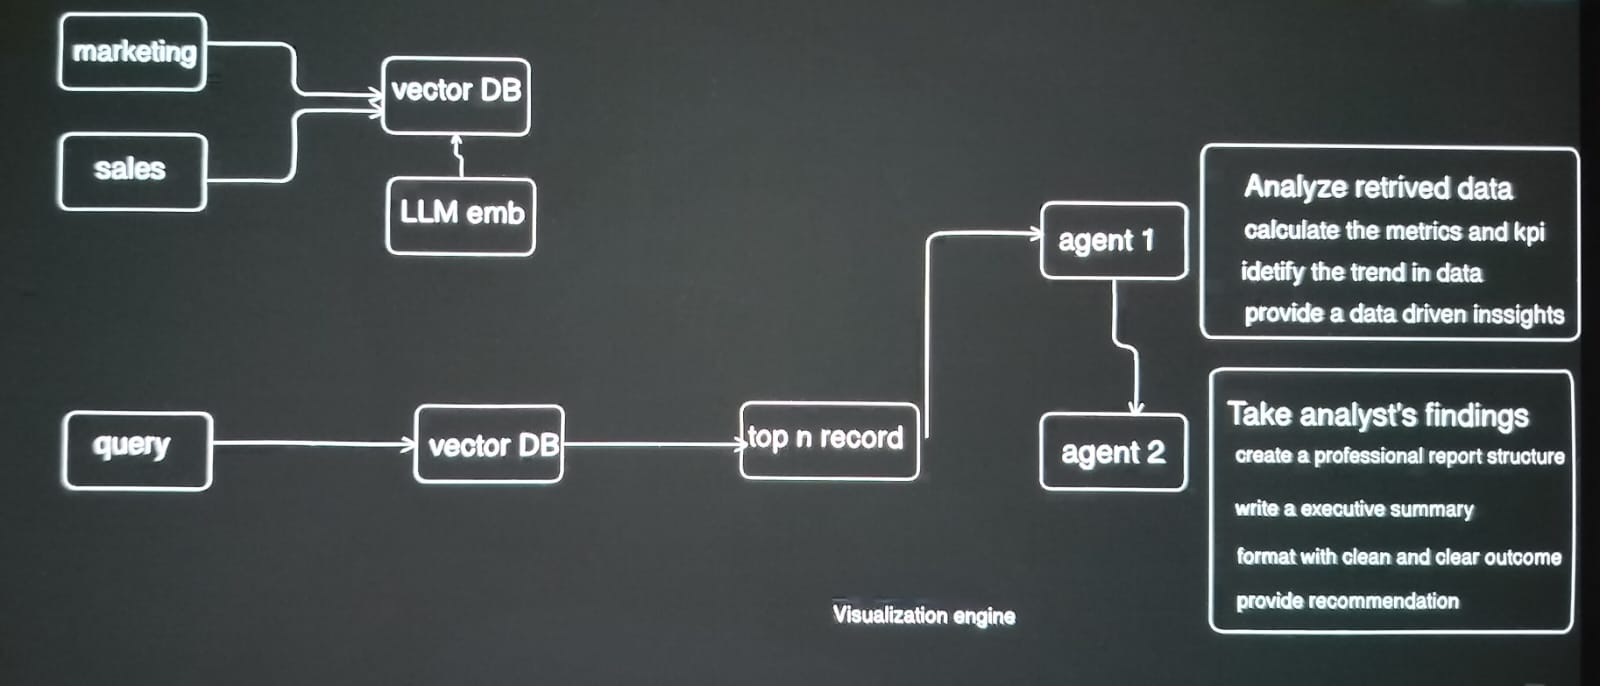 marketing
vector DB
sales
LLM emb
agent 1
Analyze retrived data
calculate the metrics and kpi
idetify the trend in data
provide a data driven inssights
query
vector DB
top n record
agent 2
Take analyst's findings
create a professional report structure
write a executive summary
format with clean and clear outcome
provide recommendation
Visualization engine